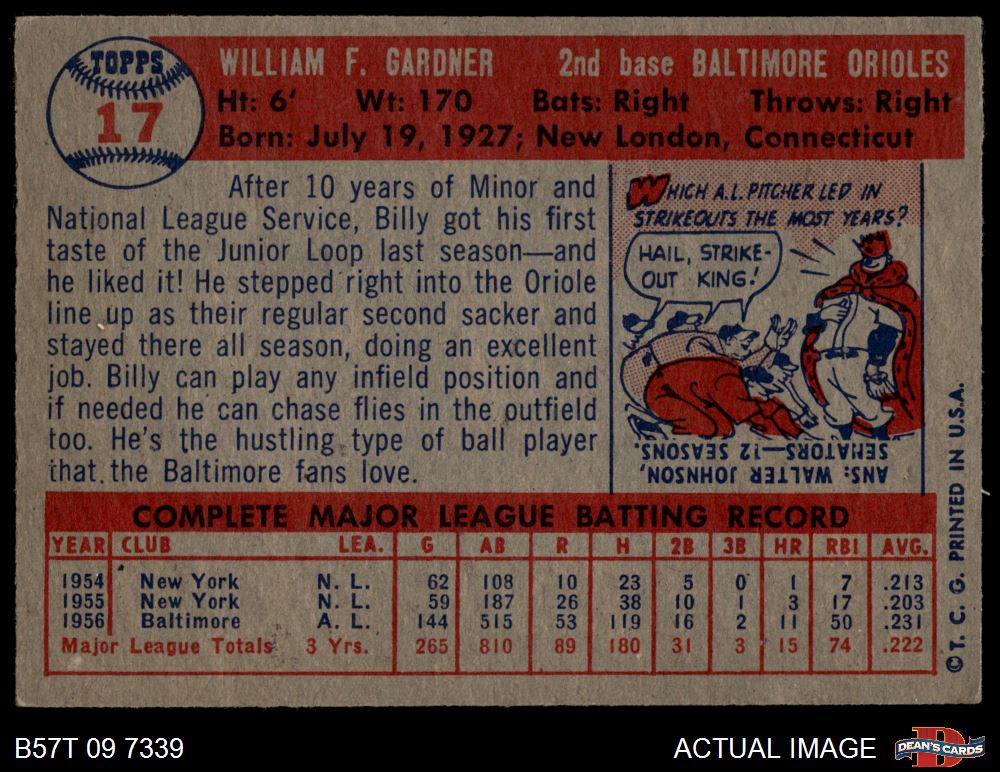 TOPPS
17
WILLIAM F. GARDNER 2nd base BALTIMORE ORIOLES
Ht: 6' Wt: 170 Bats: Right Throws: Right
Born: July 19, 1927; New London, Connecticut
After 10 years of Minor and
National League Service, Billy got his first
taste of the Junior Loop last season—and
he liked it! He stepped right into the Oriole
line up as their regular second sacker and
stayed there all season, doing an excellent
job. Billy can play any infield position and
if needed he can chase flies in the outfield
too. He's the hustling type of ball player
that the Baltimore fans love.
WHICH A.L. PITCHER LED IN
STRIKEOUTS THE MOST YEARS?
HAIL, STRIKE-
OUT KING!
ANS: WALTER JOHNSON,
SENATORS—12 SEASONS.
COMPLETE MAJOR LEAGUE BATTING RECORD
YEAR CLUB LEA. G AB R H 2B 3B HR RBI AVG.
1954 New York N. L. 62 108 10 23 5 0 1 7 .213
1955 New York N. L. 59 187 26 38 10 1 3 17 .203
1956 Baltimore A. L. 144 515 53 119 16 2 11 50 .231
Major League Totals 3 Yrs. 265 810 89 180 31 3 15 74 .222
© T. C. G. PRINTED IN U.S.A.
B57T 09 7339 ACTUAL IMAGE
DEAN'S CARDS